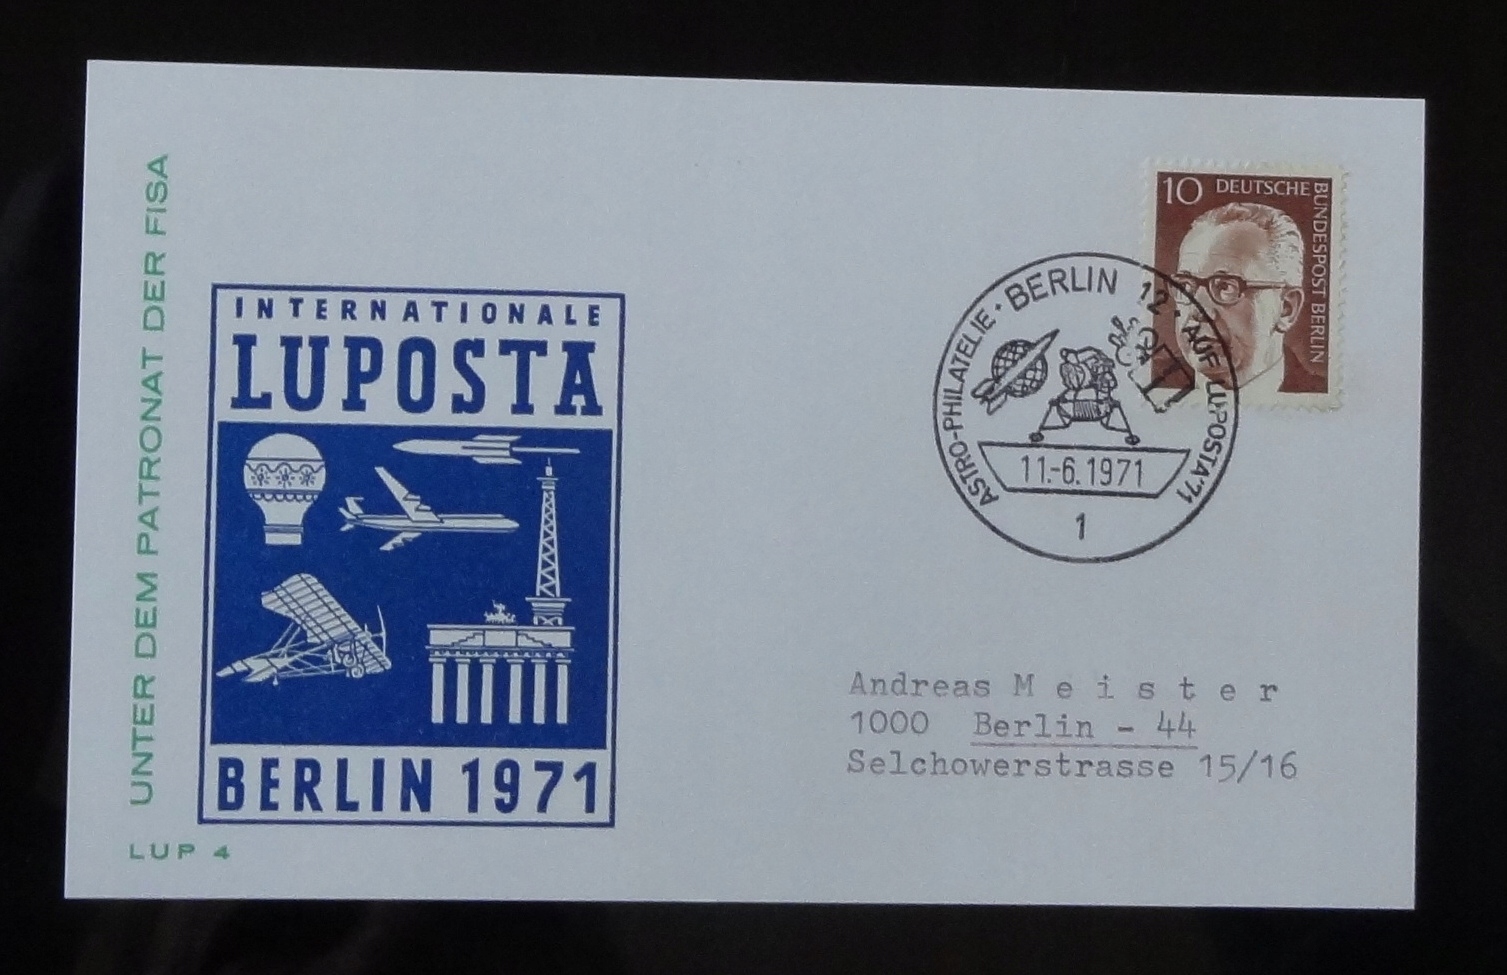 UNTER DEM PATRONAT DER FISA
INTERNATIONALE
LUPOSTA
BERLIN 1971
LUP 4
10 DEUTSCHE
BUNDESPOST BERLIN
ASTRO-PHILATELIE · BERLIN 12 · AUF LUPOSTA'71
11.-6.1971
1
Andreas Meister
1000 Berlin - 44
Selchowerstrasse 15/16